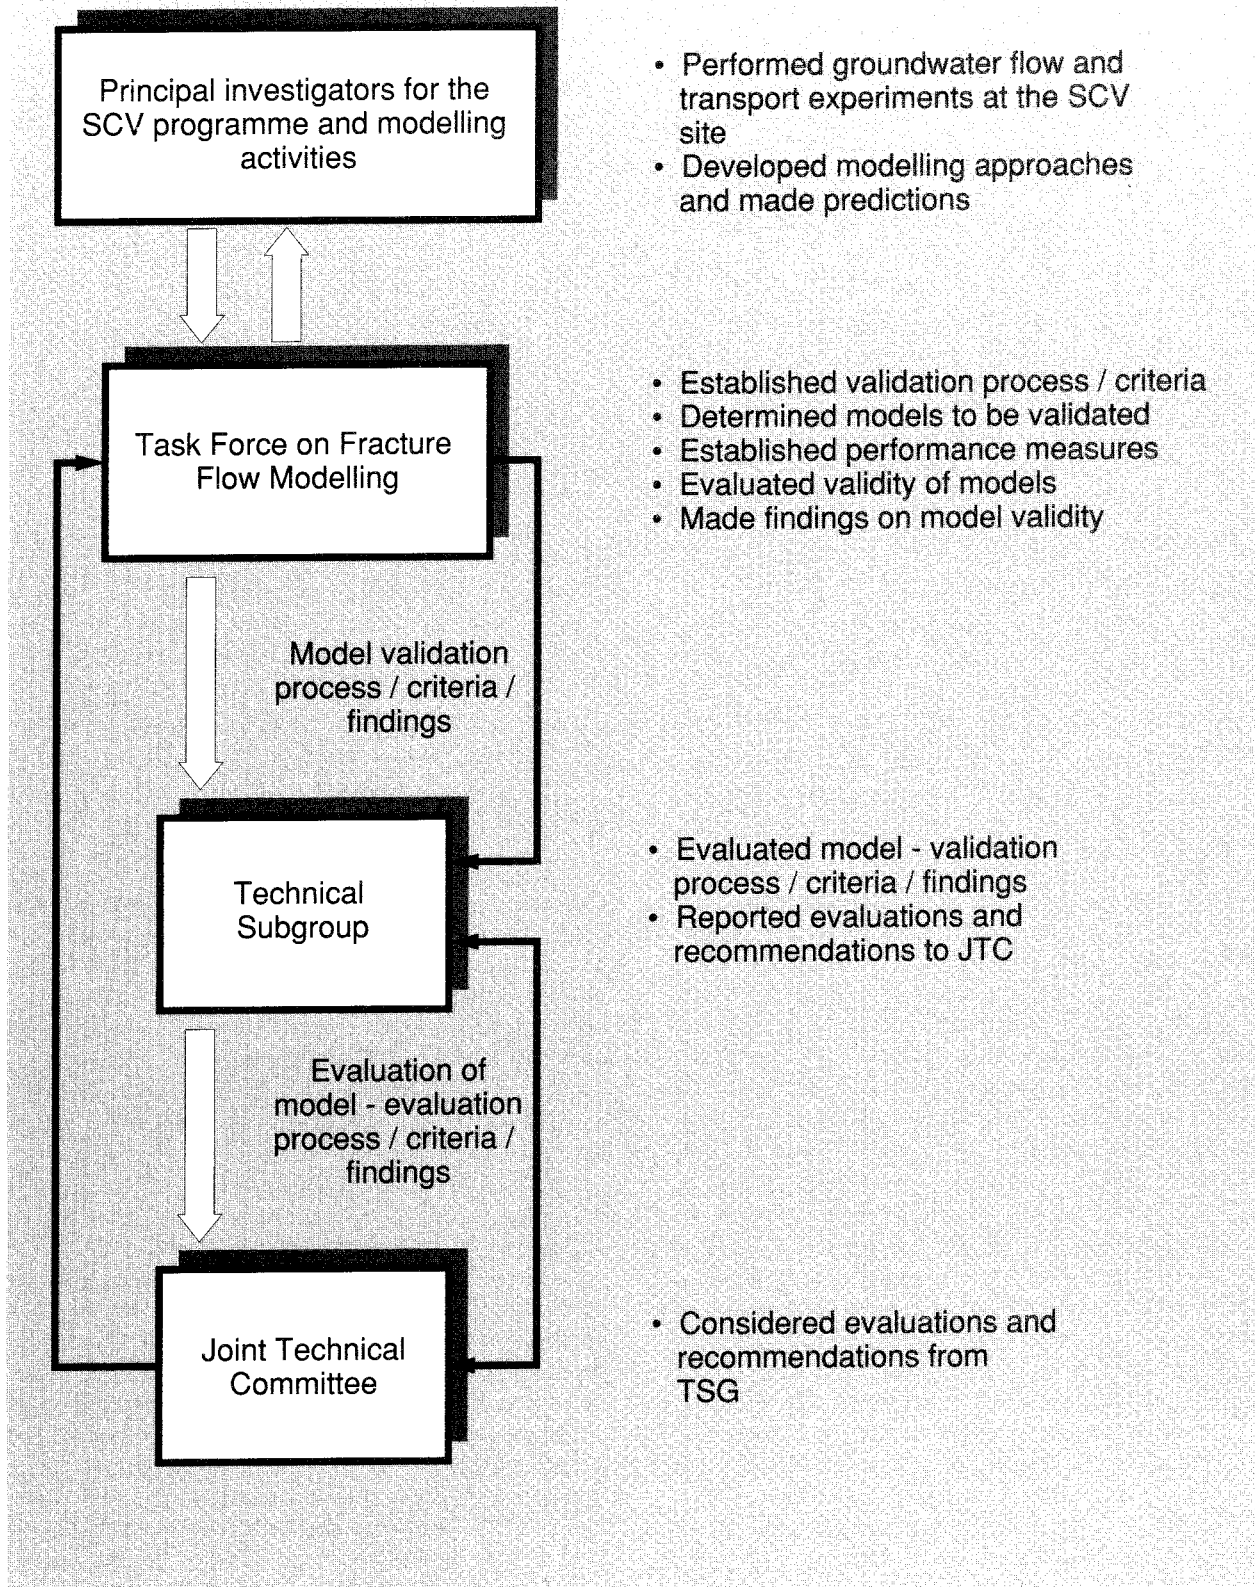 Principal investigators for the
SCV programme and modelling
activities
• Performed groundwater flow and
transport experiments at the SCV
site
• Developed modelling approaches
and made predictions
Task Force on Fracture
Flow Modelling
• Established validation process / criteria
• Determined models to be validated
• Established performance measures
• Evaluated validity of models
• Made findings on model validity
Model validation
process / criteria /
findings
Technical
Subgroup
• Evaluated model - validation
process / criteria / findings
• Reported evaluations and
recommendations to JTC
Evaluation of
model - evaluation
process / criteria /
findings
Joint Technical
Committee
• Considered evaluations and
recommendations from
TSG